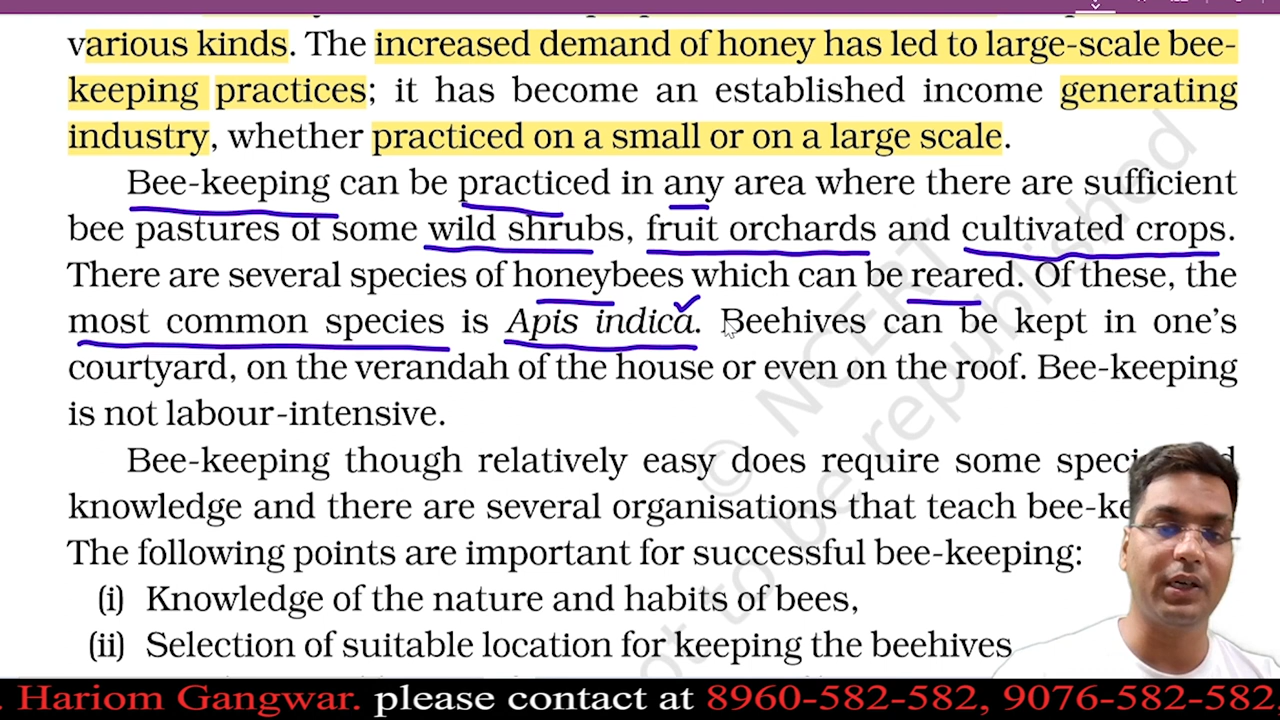 various kinds. The increased demand of honey has led to large-scale bee-
keeping practices; it has become an established income generating
industry, whether practiced on a small or on a large scale.
Bee-keeping can be practiced in any area where there are sufficient
bee pastures of some wild shrubs, fruit orchards and cultivated crops.
There are several species of honeybees which can be reared. Of these, the
most common species is Apis indica. Beehives can be kept in one's
courtyard, on the verandah of the house or even on the roof. Bee-keeping
is not labour-intensive.
Bee-keeping though relatively easy does require some
knowledge and there are several organisations that teach
The following points are important for successful bee-keeping:
(i) Knowledge of the nature and habits of bees,
(ii) Selection of suitable location for keeping the beehives
© NCERT
not to be republished
. Hariom Gangwar. please contact at 8960-582-582, 9076-582-582,